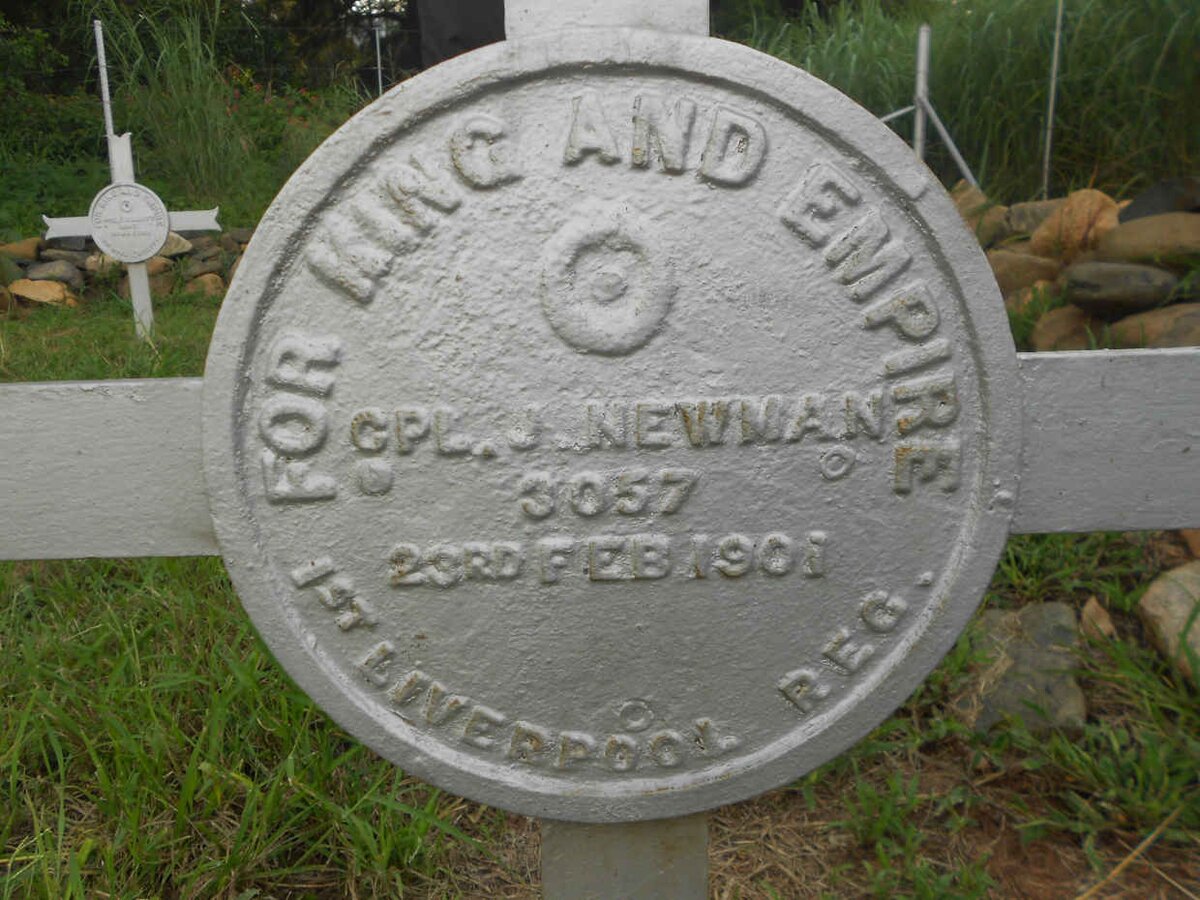 FOR KING AND EMPIRE
CPL. J. NEWMAN
3057
23RD FEB. 1901
1ST LIVERPOOL REG.